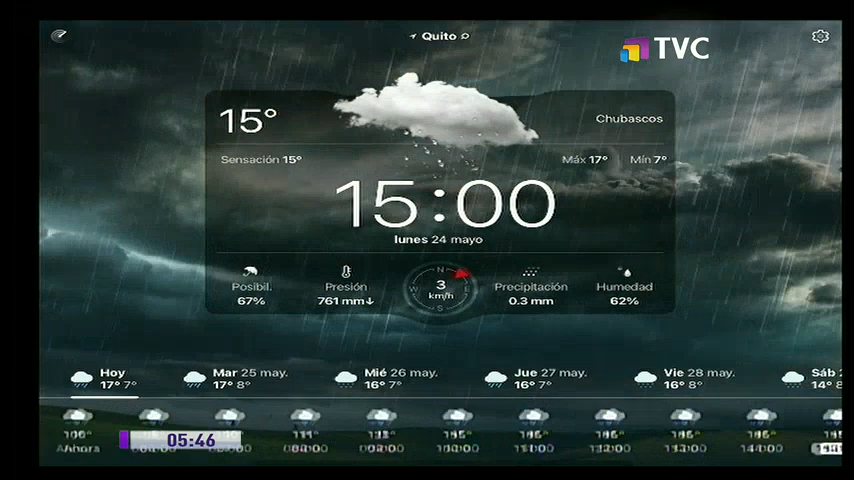 Quito
TVC
15°
Chubascos
Sensación 15°
Máx 17° Mín 7°
15:00
lunes 24 mayo
N
W
E
S
3
km/h
Posibil.
67%
Presión
761 mm↓
Precipitación
0.3 mm
Humedad
62%
Hoy
17° 7°
Mar 25 may.
17° 8°
Mié 26 may.
16° 7°
Jue 27 may.
16° 7°
Vie 28 may.
16° 8°
Sáb
14°
05:46